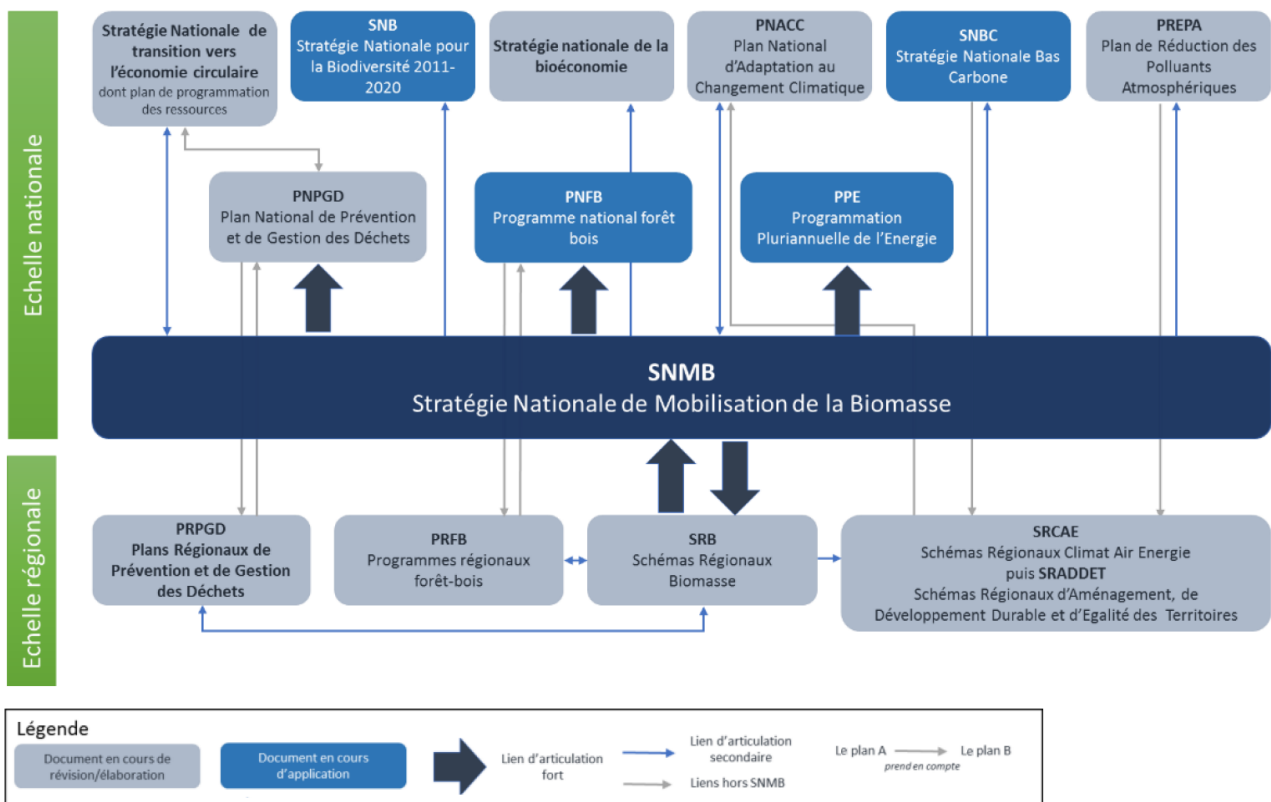 Echelle nationale
Stratégie Nationale de
transition vers
l'économie circulaire
dont plan de programmation
des ressources
SNB
Stratégie Nationale pour
la Biodiversité 2011-
2020
Stratégie nationale de la
bioéconomie
PNACC
Plan National
d'Adaptation au
Changement Climatique
SNBC
Stratégie Nationale Bas
Carbone
PREPA
Plan de Réduction des
Polluants
Atmosphériques
PNPGD
Plan National de Prévention
et de Gestion des Déchets
PNFB
Programme national forêt
bois
PPE
Programmation
Pluriannuelle de l'Energie
SNMB
Stratégie Nationale de Mobilisation de la Biomasse
Echelle régionale
PRPGD
Plans Régionaux de
Prévention et de Gestion
des Déchets
PRFB
Programmes régionaux
forêt-bois
SRB
Schémas Régionaux
Biomasse
SRCAE
Schémas Régionaux Climat Air Energie
puis SRADDET
Schémas Régionaux d'Aménagement, de
Développement Durable et d'Egalité des Territoires
Légende
Document en cours de
révision/élaboration
Document en cours
d'application
Lien d'articulation
fort
Lien d'articulation
secondaire
Liens hors SNMB
Le plan A
Le plan B
prend en compte